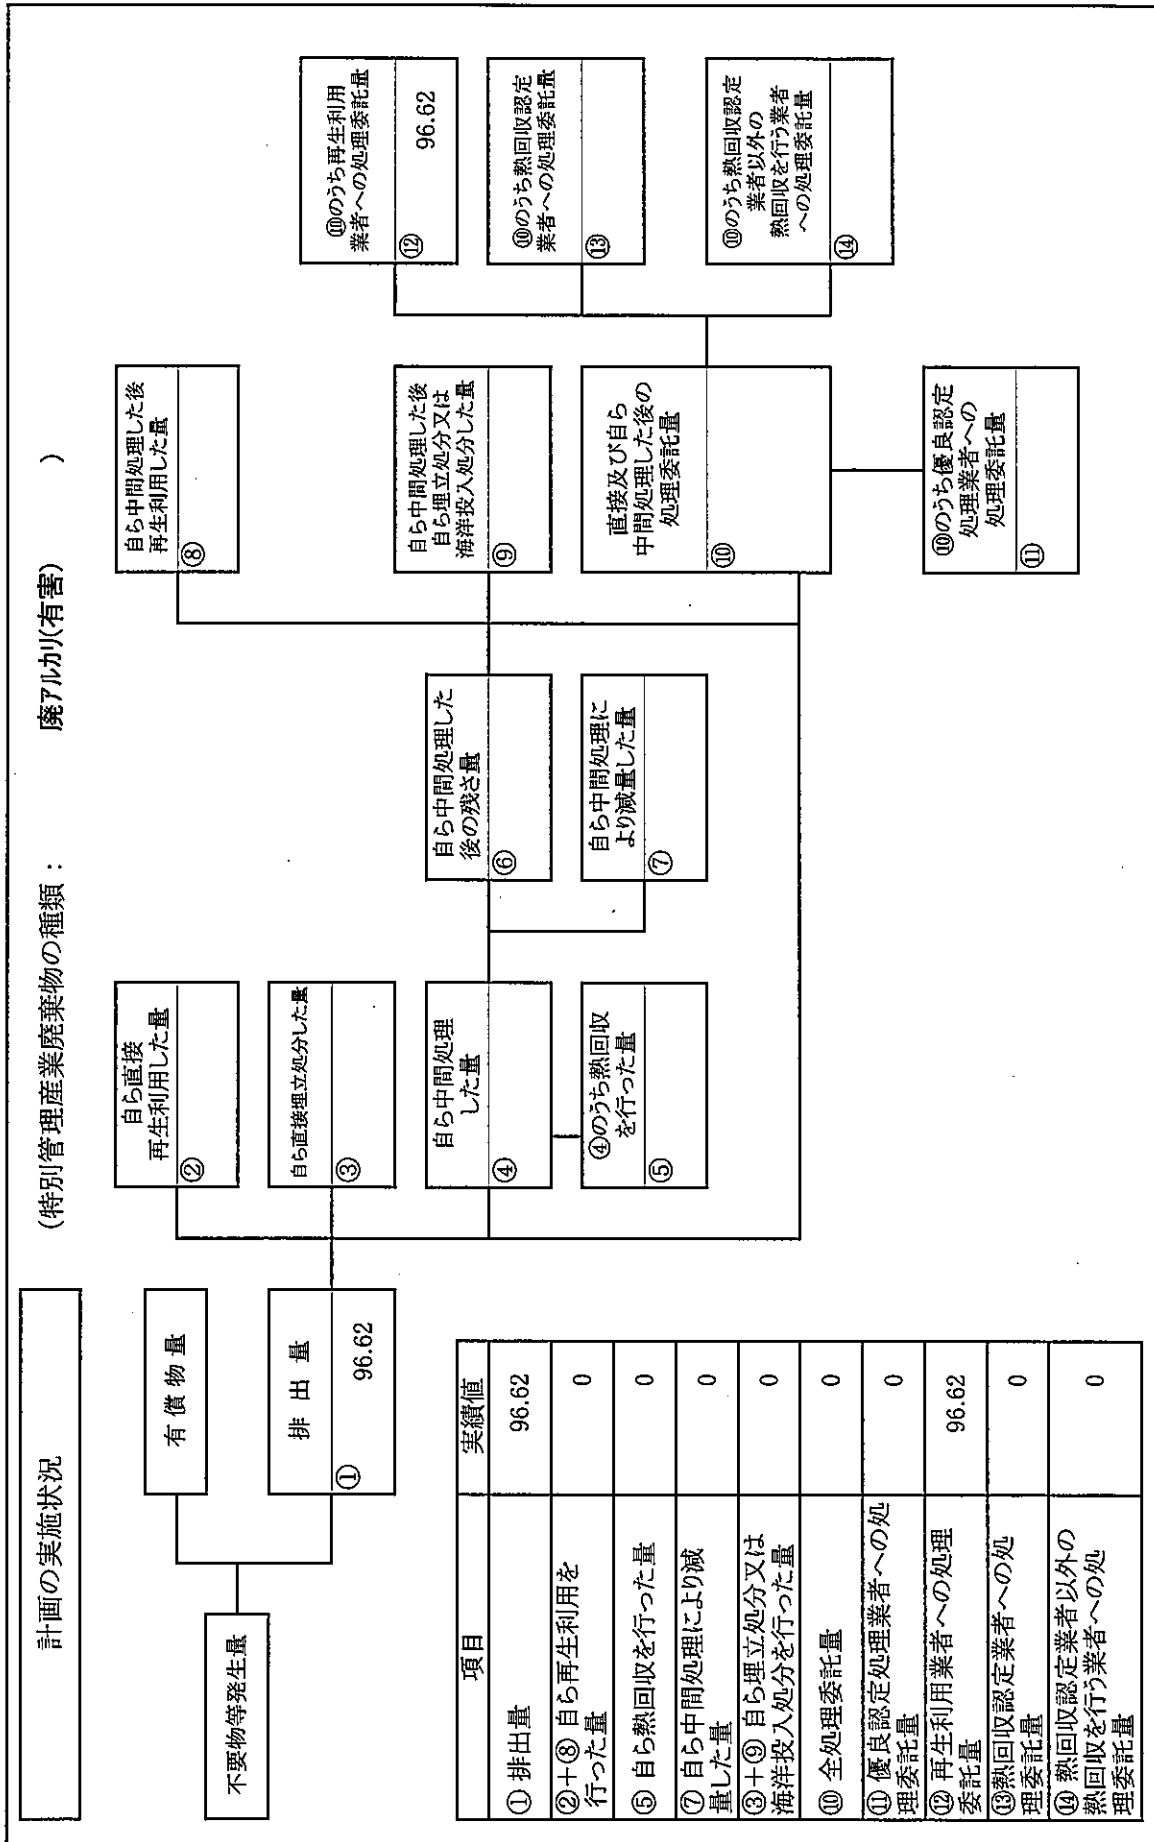 計画の実施状況
(特別管理産業廃棄物の種類：　廃アルカリ(有害)　)
不要物等発生量
有 償 物 量
排 出 量
① 96.62
自ら直接
再生利用した量
②
自ら直接埋立処分した量
③
自ら中間処理
した量
④
④のうち熱回収
を行った量
⑤
自ら中間処理した
後の残さ量
⑥
自ら中間処理に
より減量した量
⑦
自ら中間処理した後
再生利用した量
⑧
自ら中間処理した後
自ら埋立処分又は
海洋投入処分した量
⑨
直接及び自ら
中間処理した後の
処理委託量
⑩
⑩のうち優良認定
処理業者への
処理委託量
⑪
⑩のうち再生利用
業者への処理委託量
⑫ 96.62
⑩のうち熱回収認定
業者への処理委託量
⑬
⑩のうち熱回収認定
業者以外の
熱回収を行う業者
への処理委託量
⑭
項目 実績値
① 排出量 96.62
②＋⑧ 自ら再生利用を
行った量 0
⑤ 自ら熱回収を行った量 0
⑦ 自ら中間処理により減
量した量 0
③＋⑨ 自ら埋立処分又は
海洋投入処分を行った量 0
⑩ 全処理委託量 0
⑪ 優良認定処理業者への処
理委託量 0
⑫ 再生利用業者への処理
委託量 96.62
⑬熱回収認定業者への処
理委託量 0
⑭ 熱回収認定業者以外の
熱回収を行う業者への処
理委託量 0